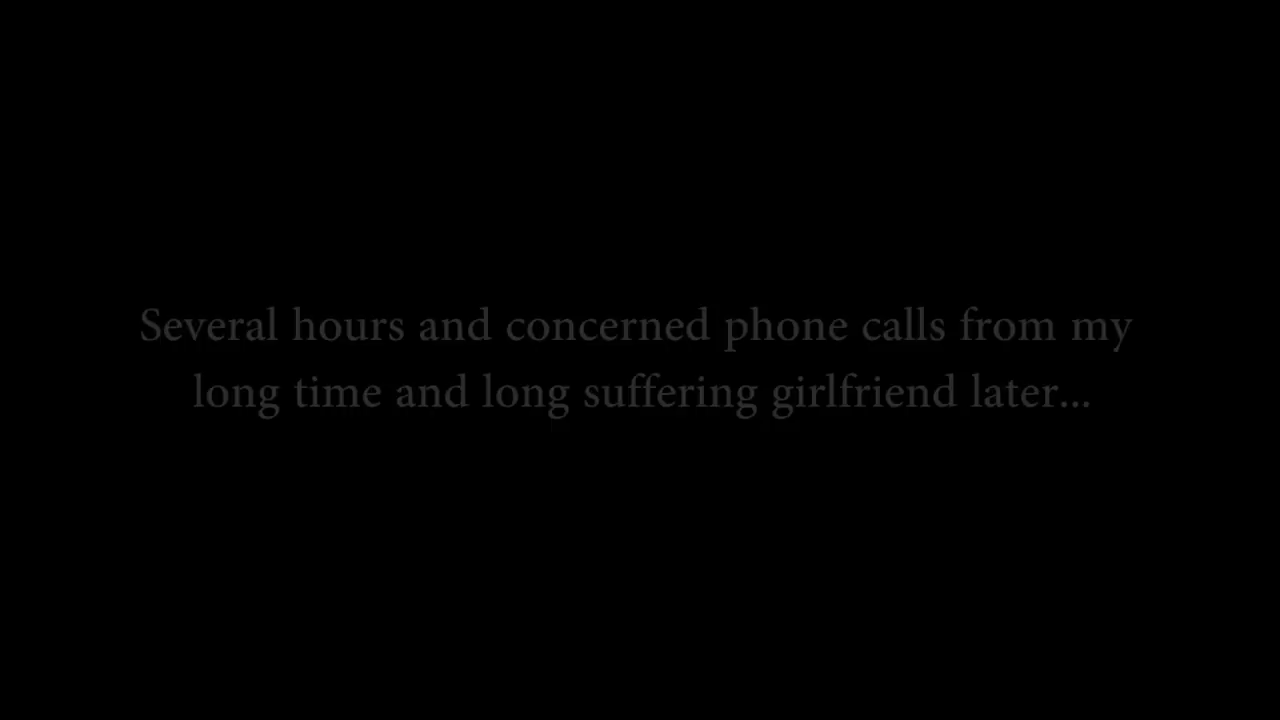 Several hours and concerned phone calls from my
long time and long suffering girlfriend later...